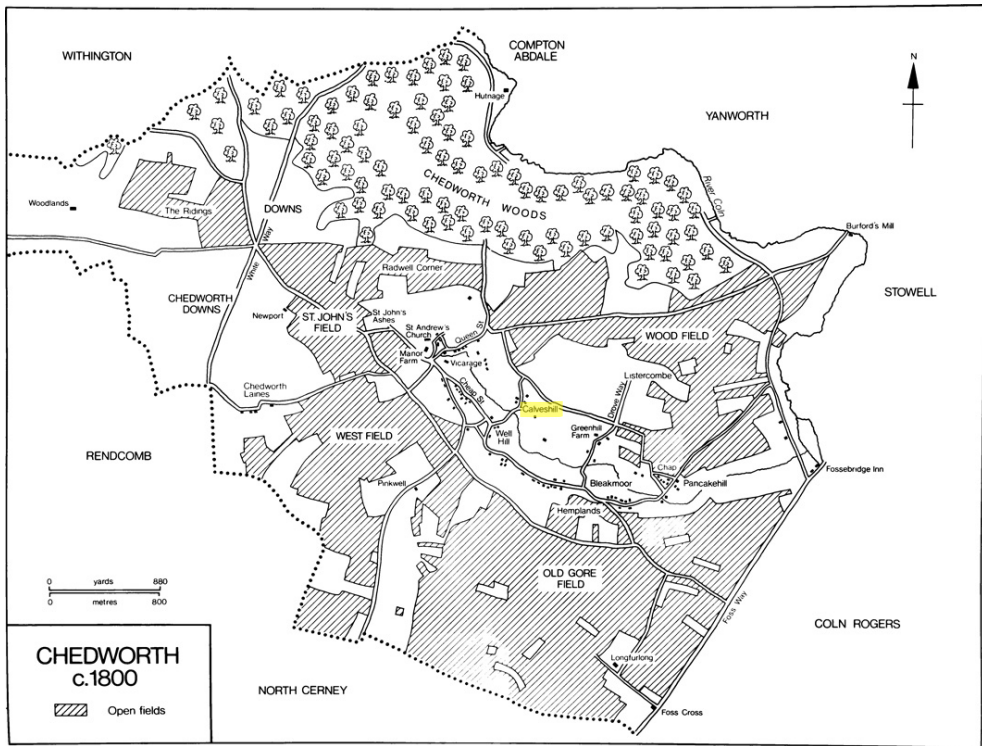 WITHINGTON
COMPTON
ABDALE
N
Hutnage
YANWORTH
CHEDWORTH WOODS
River Coln
Woodlands
The Ridings
DOWNS
White Way
Burford's Mill
Radwell Corner
STOWELL
CHEDWORTH
DOWNS
Newport
ST. JOHN'S
FIELD
St John's
Ashes
St Andrew's
Church
Queen St
WOOD FIELD
Manor
Farm
Vicarage
Listercombe
Chedworth
Laines
Cheap St
Drove Way
Calveshill
WEST FIELD
Well
Hill
Greenhill
Farm
RENDCOMB
Chap.
Fossebridge Inn
Pinkwell
Bleakmoor
Pancakehill
Hemplands
0 yards 880
0 metres 800
OLD GORE
FIELD
Foss Way
COLN ROGERS
CHEDWORTH
c.1800
Open fields
Longfurlong
NORTH CERNEY
Foss Cross